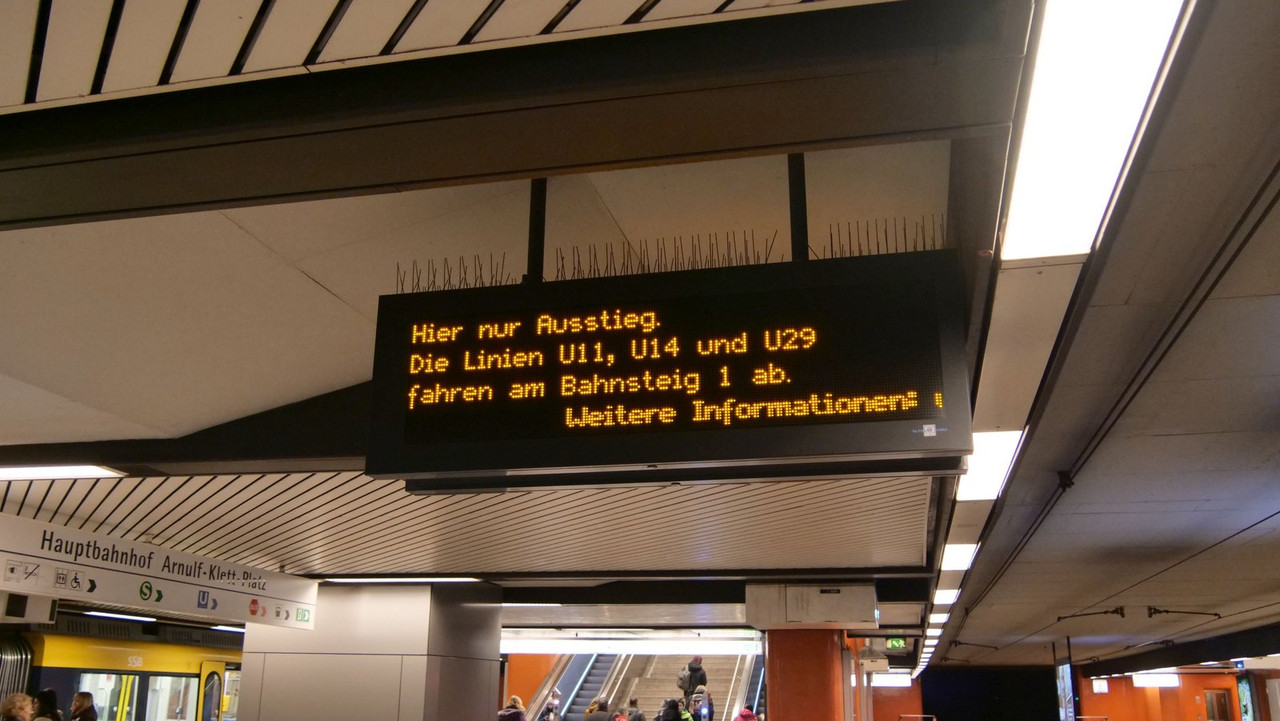 Hier nur Ausstieg.
Die Linien U11, U14 und U29
fahren am Bahnsteig 1 ab.
Weitere Informationen:
Hauptbahnhof Arnulf-Klett-Platz
S
U
SSB